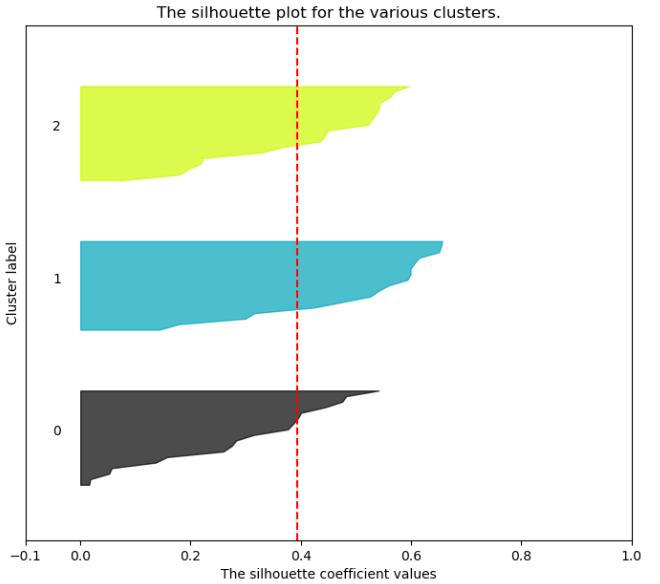 The silhouette plot for the various clusters.
2
1
0
Cluster label
−0.1 0.0 0.2 0.4 0.6 0.8 1.0
The silhouette coefficient values